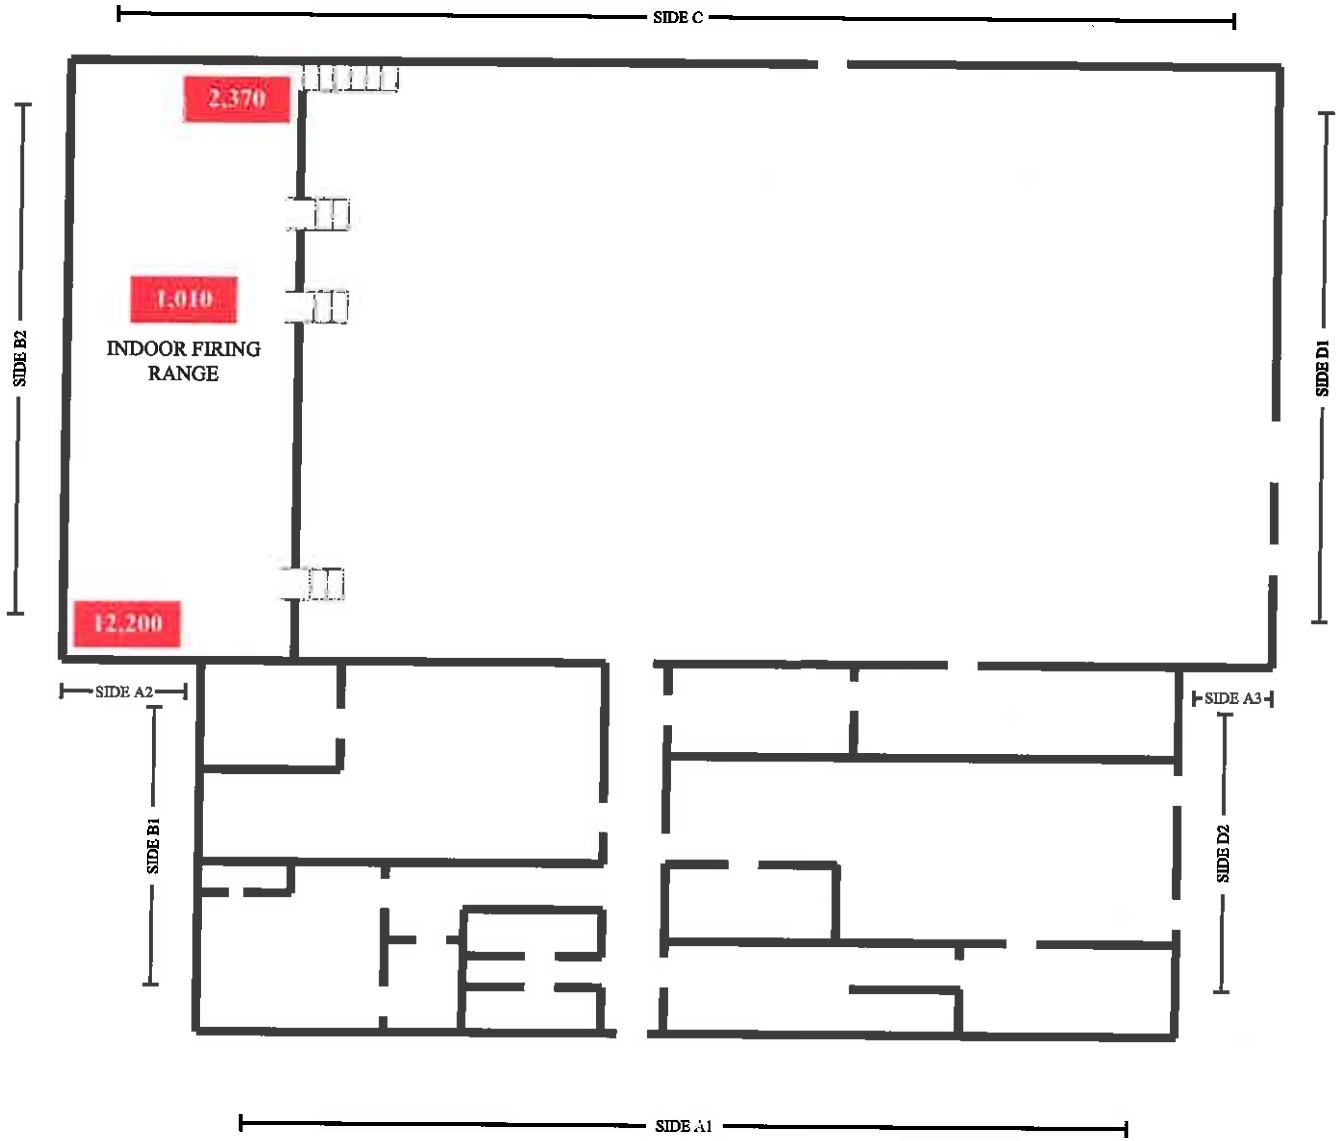 SIDE C
2,370
SIDE B2
1,010
INDOOR FIRING
RANGE
SIDE D1
12,200
SIDE A2
SIDE A3
SIDE B1
SIDE D2
SIDE A1